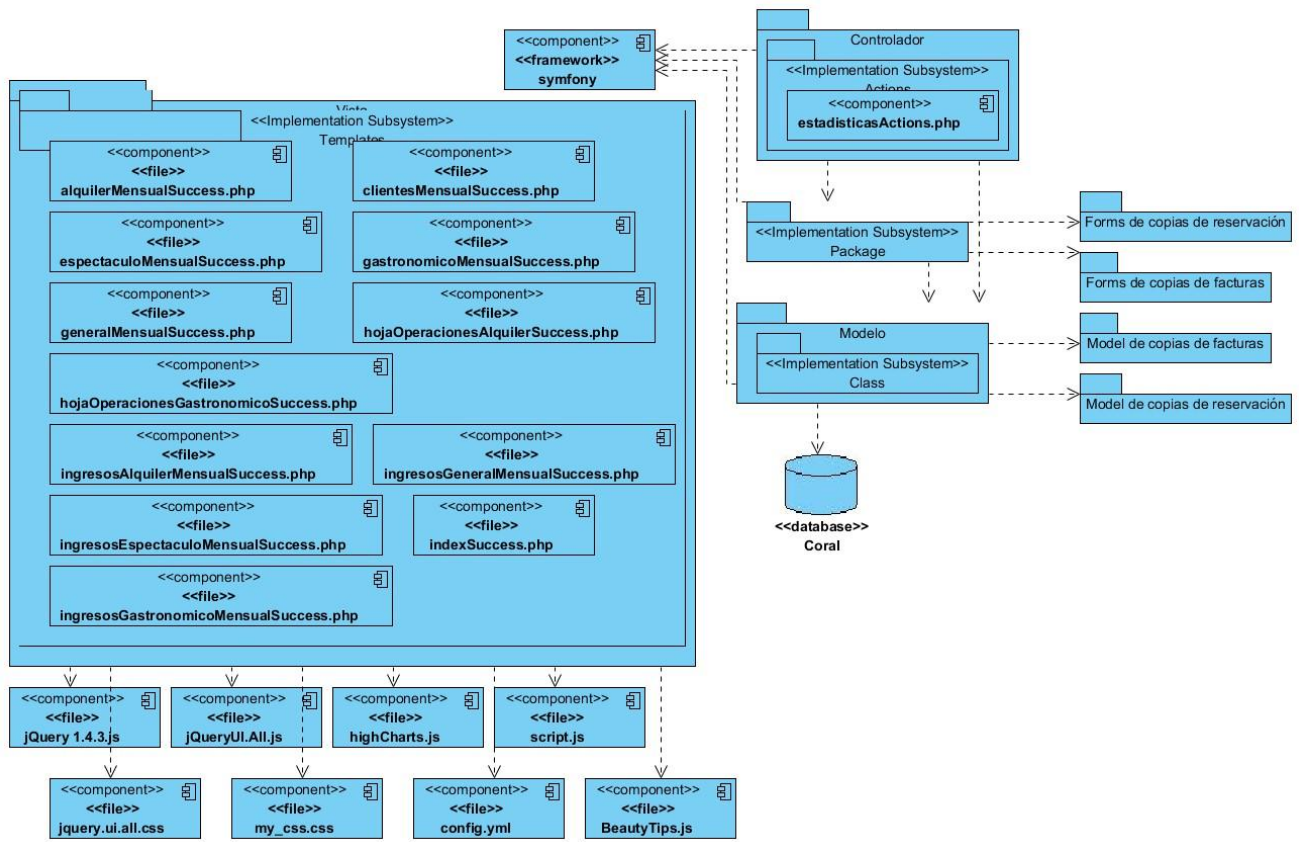 <<component>>
<<framework>>
symfony
Controlador
<<Implementation Subsystem>>
Actions
<<component>>
estadisticasActions.php
Vista
<<Implementation Subsystem>>
Templates
<<component>>
<<file>>
alquilerMensualSuccess.php
<<component>>
<<file>>
clientesMensualSuccess.php
<<component>>
<<file>>
espectaculoMensualSuccess.php
<<component>>
<<file>>
gastronomicoMensualSuccess.php
<<component>>
<<file>>
generalMensualSuccess.php
<<component>>
<<file>>
hojaOperacionesAlquilerSuccess.php
<<component>>
<<file>>
hojaOperacionesGastronomicoSuccess.php
<<component>>
<<file>>
ingresosAlquilerMensualSuccess.php
<<component>>
<<file>>
ingresosGeneralMensualSuccess.php
<<component>>
<<file>>
ingresosEspectaculoMensualSuccess.php
<<component>>
<<file>>
indexSuccess.php
<<component>>
<<file>>
ingresosGastronomicoMensualSuccess.php
<<Implementation Subsystem>>
Package
Forms de copias de reservación
Forms de copias de facturas
Modelo
<<Implementation Subsystem>>
Class
Model de copias de facturas
Model de copias de reservación
<<database>>
Coral
<<component>>
<<file>>
jQuery 1.4.3.js
<<component>>
<<file>>
jQueryUI.All.js
<<component>>
<<file>>
highCharts.js
<<component>>
<<file>>
script.js
<<component>>
<<file>>
jquery.ui.all.css
<<component>>
<<file>>
my_css.css
<<component>>
<<file>>
config.yml
<<component>>
<<file>>
BeautyTips.js